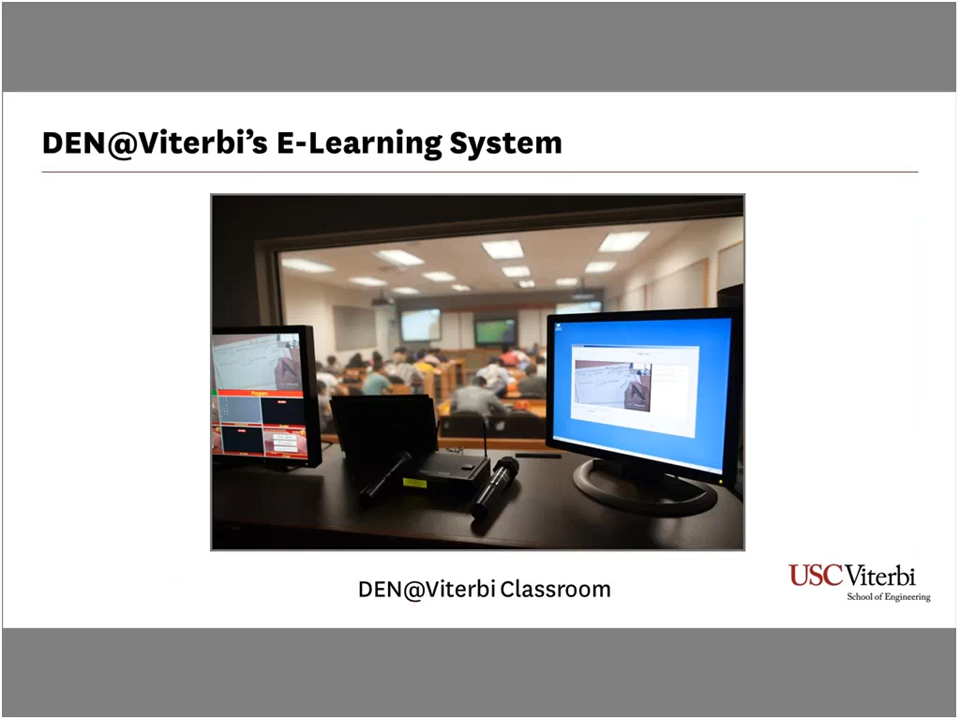 DEN@Viterbi’s E-Learning System
DEN@Viterbi Classroom
USC Viterbi
School of Engineering